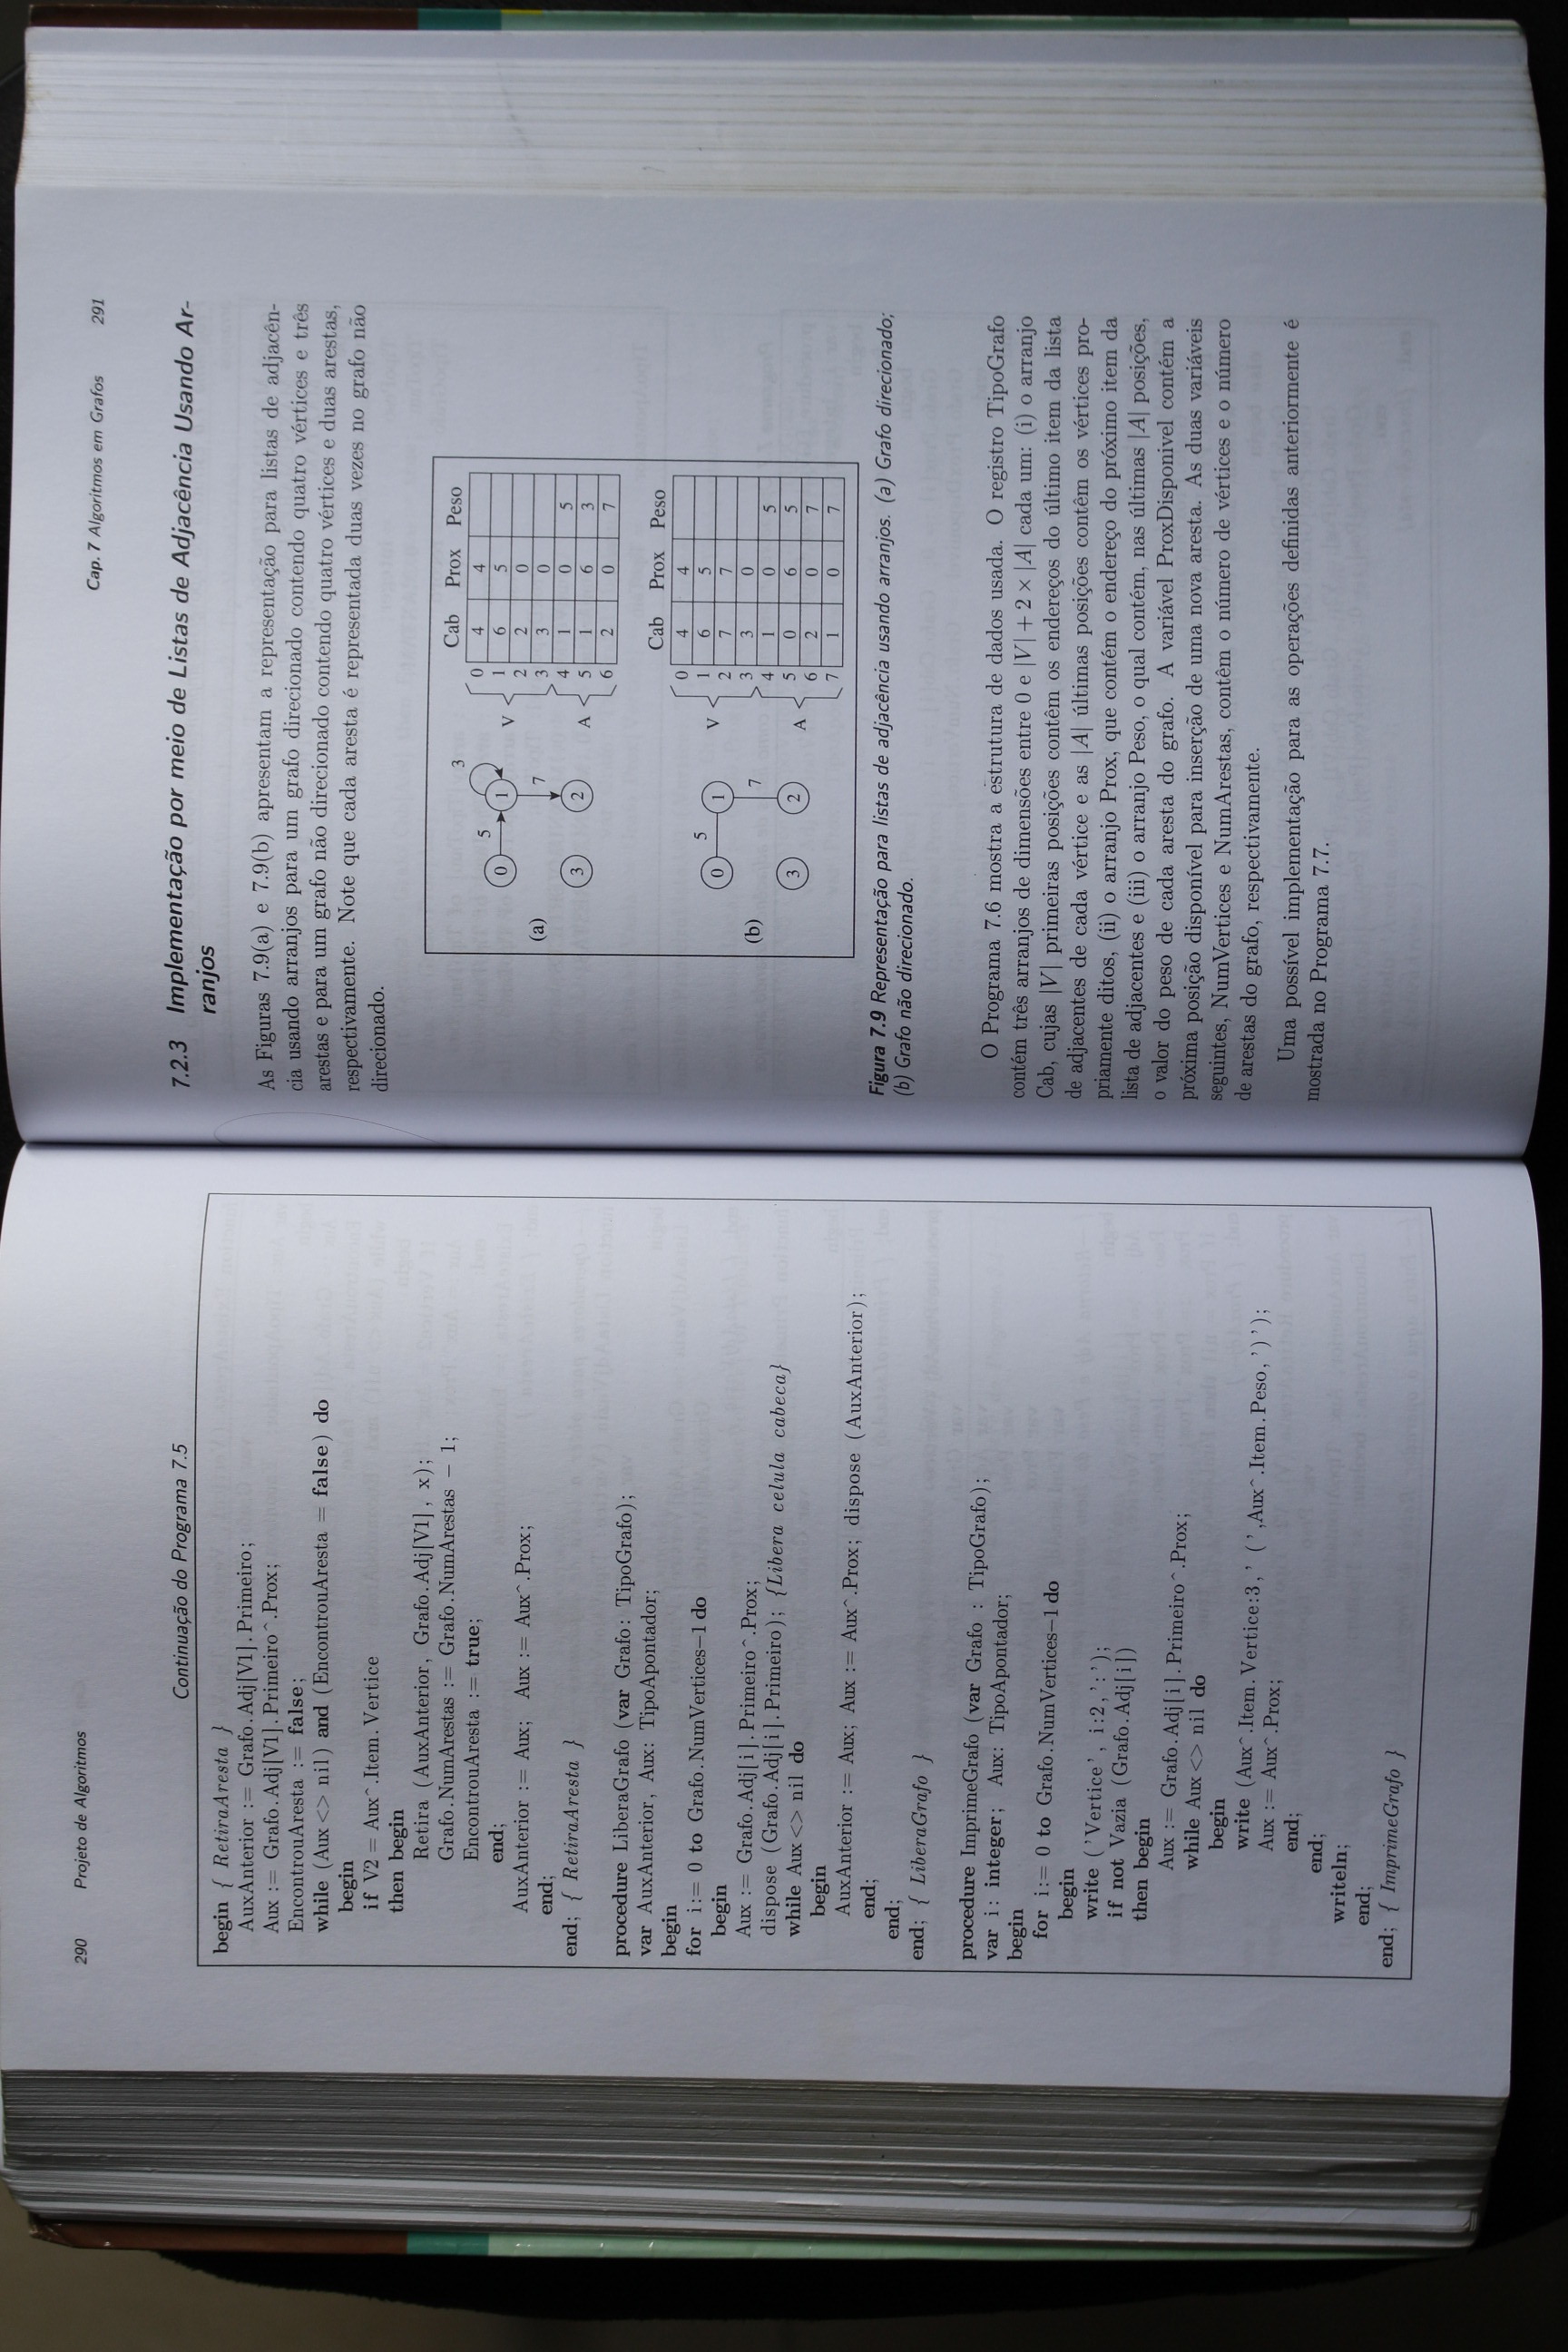 290 Projeto de Algoritmos
Continuação do Programa 7.5
begin { RetiraAresta }
AuxAnterior := Grafo.Adj[V1].Primeiro;
Aux := Grafo.Adj[V1].Primeiro^.Prox;
EncontrouAresta := false;
while (Aux <> nil) and (EncontrouAresta = false) do
begin
if V2 = Aux^.Item.Vertice
then begin
Retira (AuxAnterior, Grafo.Adj[V1], x);
Grafo.NumArestas := Grafo.NumArestas − 1;
EncontrouAresta := true;
end;
AuxAnterior := Aux; Aux := Aux^.Prox;
end;
end; { RetiraAresta }
procedure LiberaGrafo (var Grafo: TipoGrafo);
var AuxAnterior, Aux: TipoApontador;
begin
for i:= 0 to Grafo.NumVertices−1 do
begin
Aux := Grafo.Adj[i].Primeiro^.Prox;
dispose (Grafo.Adj[i].Primeiro); {Libera celula cabeca}
while Aux <> nil do
begin
AuxAnterior := Aux; Aux := Aux^.Prox; dispose (AuxAnterior);
end;
end;
end; { LiberaGrafo }
procedure ImprimeGrafo (var Grafo : TipoGrafo);
var i: integer; Aux: TipoApontador;
begin
for i:= 0 to Grafo.NumVertices−1 do
begin
write ('Vertice', i:2,':');
if not Vazia (Grafo.Adj[i])
then begin
Aux := Grafo.Adj[i].Primeiro^.Prox;
while Aux <> nil do
begin
write (Aux^.Item.Vertice:3,' (',Aux^.Item.Peso,')');
Aux := Aux^.Prox;
end;
end;
writeln;
end;
end; { ImprimeGrafo }
Cap. 7 Algoritmos em Grafos 291
7.2.3 Implementação por meio de Listas de Adjacência Usando Ar-
ranjos
As Figuras 7.9(a) e 7.9(b) apresentam a representação para listas de adjacên-
cia usando arranjos para um grafo direcionado contendo quatro vértices e três
arestas e para um grafo não direcionado contendo quatro vértices e duas arestas,
respectivamente. Note que cada aresta é representada duas vezes no grafo não
direcionado.
(a)
0 5 1 3
7
3 2
Cab Prox Peso
V
0 4 4
1 6 5
2 2 0
3 3 0
A
4 1 0 5
5 1 6 3
6 2 0 7
(b)
0 5 1
7
3 2
Cab Prox Peso
V
0 4 4
1 6 5
2 7 7
3 3 0
A
4 1 0 5
5 0 6 5
6 2 0 7
7 1 0 7
Figura 7.9 Representação para listas de adjacência usando arranjos. (a) Grafo direcionado;
(b) Grafo não direcionado.
O Programa 7.6 mostra a estrutura de dados usada. O registro TipoGrafo
contém três arranjos de dimensões entre 0 e |V| + 2 × |A| cada um: (i) o arranjo
Cab, cujas |V| primeiras posições contêm os endereços do último item da lista
de adjacentes de cada vértice e as |A| últimas posições contêm os vértices pro-
priamente ditos, (ii) o arranjo Prox, que contém o endereço do próximo item da
lista de adjacentes e (iii) o arranjo Peso, o qual contém, nas últimas |A| posições,
o valor do peso de cada aresta do grafo. A variável ProxDisponivel contém a
próxima posição disponível para inserção de uma nova aresta. As duas variáveis
seguintes, NumVertices e NumArestas, contêm o número de vértices e o número
de arestas do grafo, respectivamente.
Uma possível implementação para as operações definidas anteriormente é
mostrada no Programa 7.7.